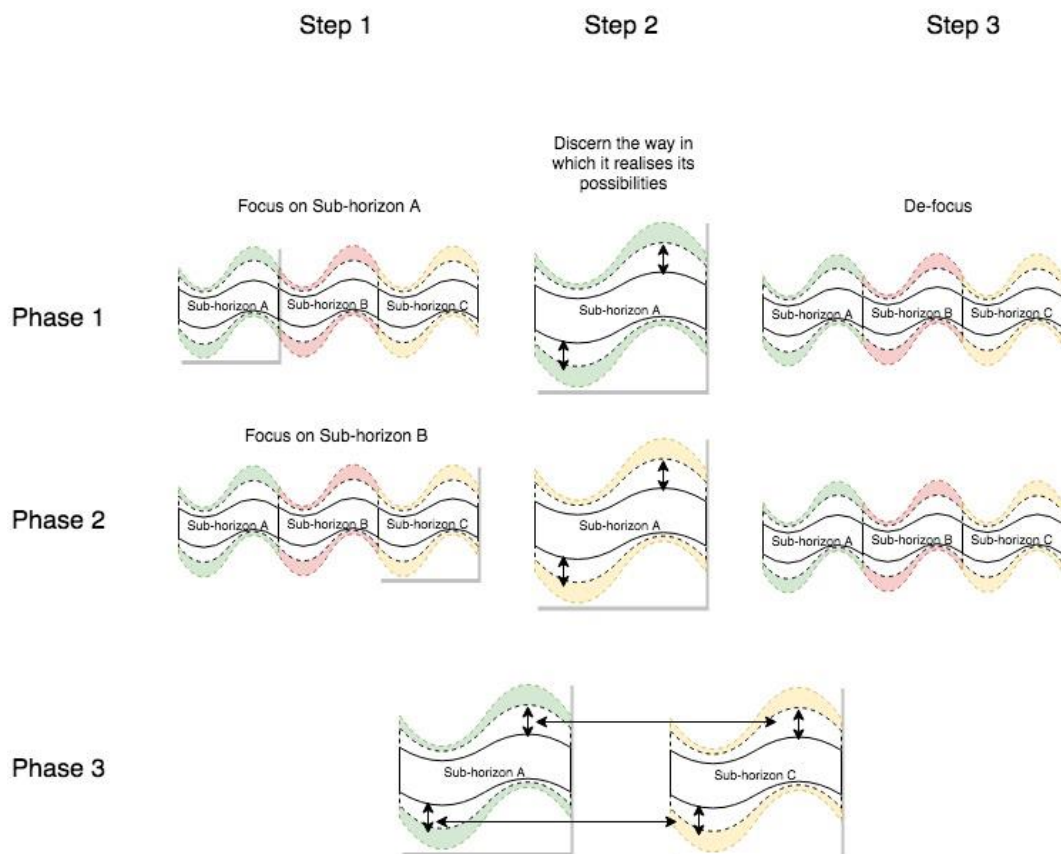 Step 1
Step 2
Step 3
Discern the way in
which it realises its
possibilities
Focus on Sub-horizon A
De-focus
Phase 1
Sub-horizon A
Sub-horizon B
Sub-horizon C
Sub-horizon A
Sub-horizon A
Sub-horizon B
Sub-horizon C
Focus on Sub-horizon B
Phase 2
Sub-horizon A
Sub-horizon B
Sub-horizon C
Sub-horizon A
Sub-horizon A
Sub-horizon B
Sub-horizon C
Phase 3
Sub-horizon A
Sub-horizon C